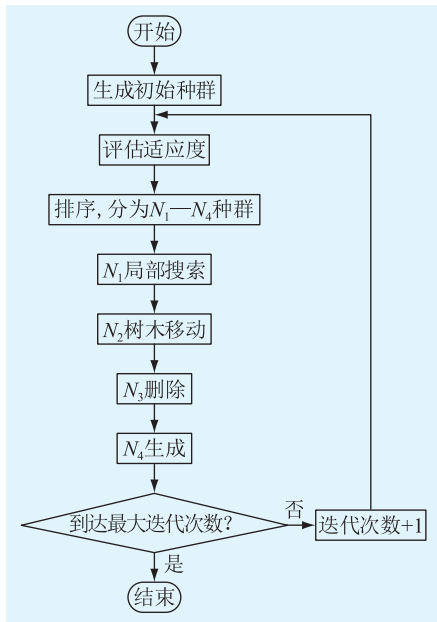 开始
生成初始种群
评估适应度
排序,分为N₁—N₄种群
N₁局部搜索
N₂树木移动
N₃删除
N₄生成
到达最大迭代次数?
否
迭代次数+1
是
结束